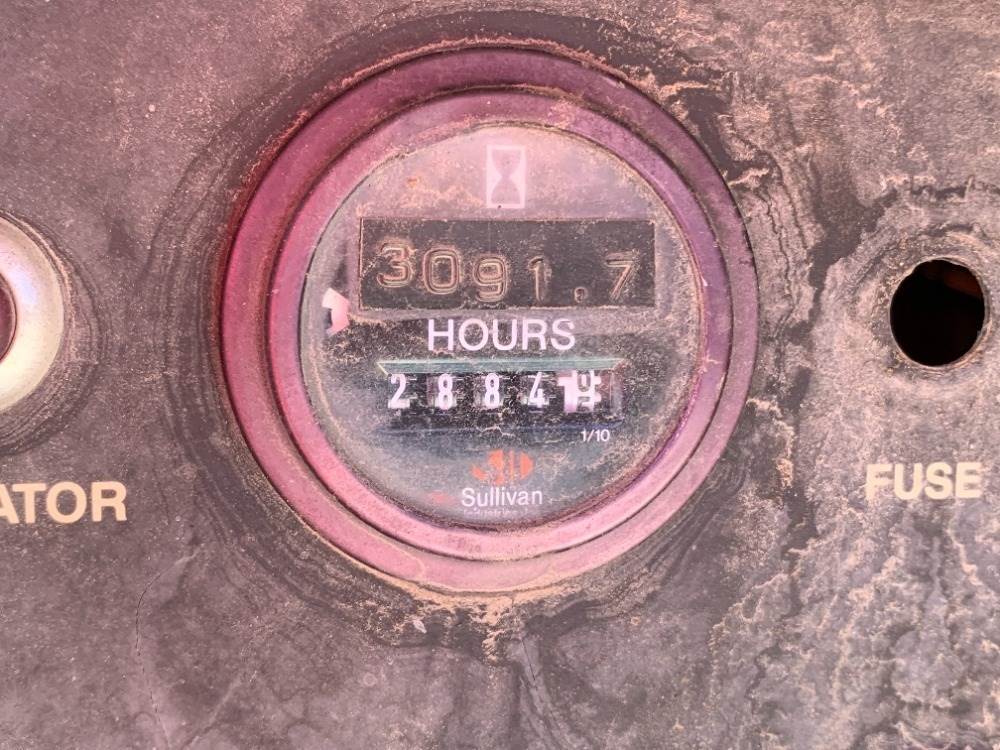 3091.7
HOURS
2884
1/10
Sullivan
ATOR
FUSE